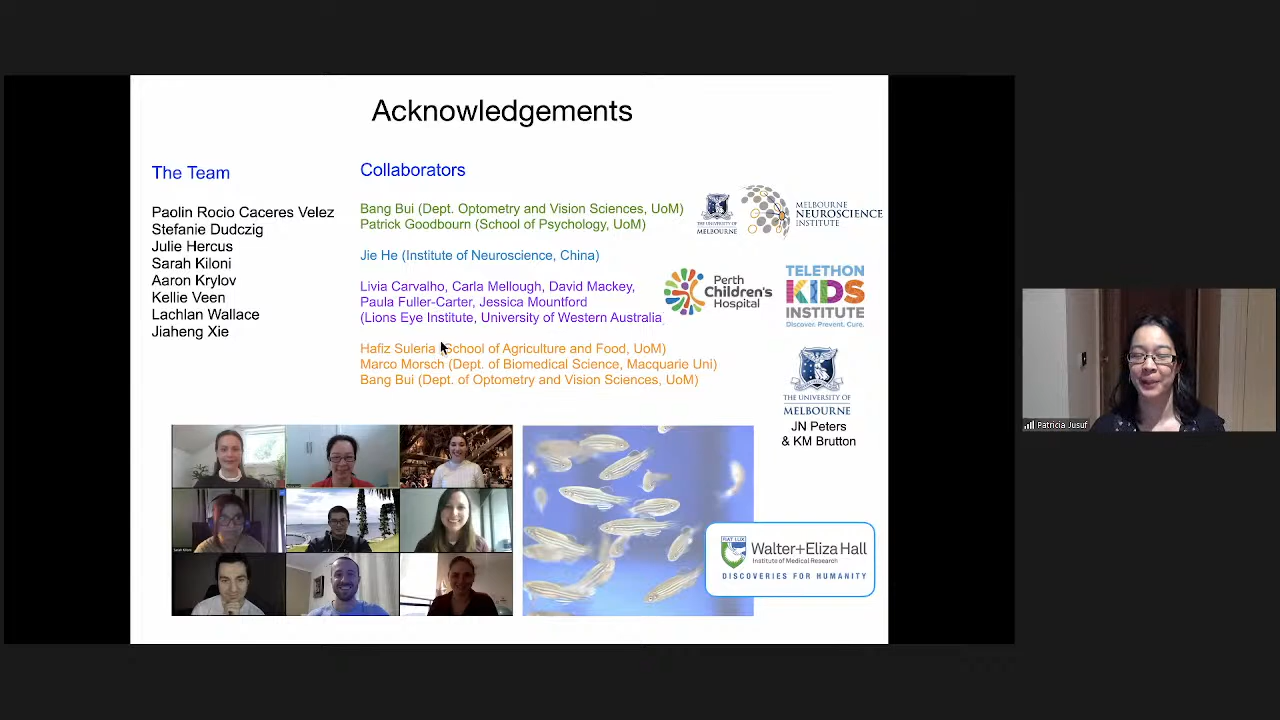 Acknowledgements
The Team
Paolin Rocio Caceres Velez
Stefanie Dudczig
Julie Hercus
Sarah Kiloni
Aaron Krylov
Kellie Veen
Lachlan Wallace
Jiaheng Xie
Collaborators
Bang Bui (Dept. Optometry and Vision Sciences, UoM)
Patrick Goodbourn (School of Psychology, UoM)
Jie He (Institute of Neuroscience, China)
Livia Carvalho, Carla Mellough, David Mackey,
Paula Fuller-Carter, Jessica Mountford
(Lions Eye Institute, University of Western Australia
Hafiz Suleria (School of Agriculture and Food, UoM)
Marco Morsch (Dept. of Biomedical Science, Macquarie Uni)
Bang Bui (Dept. of Optometry and Vision Sciences, UoM)
THE UNIVERSITY OF
MELBOURNE
MELBOURNE
NEUROSCIENCE
INSTITUTE
Perth
Children's
Hospital
TELETHON
KIDS
INSTITUTE
Discover. Prevent. Cure.
THE UNIVERSITY OF
MELBOURNE
JN Peters
& KM Brutton
Walter+Eliza Hall
Institute of Medical Research
DISCOVERIES FOR HUMANITY
Patricia Jusuf